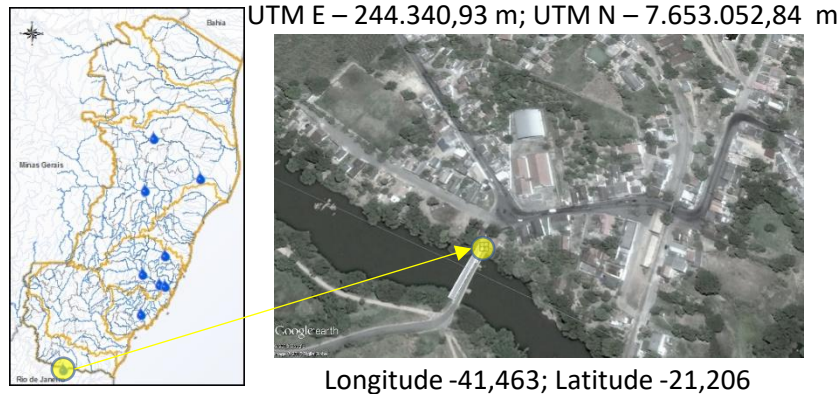 UTM E – 244.340,93 m; UTM N – 7.653.052,84 m
Bahia
Minas Gerais
Rio de Janeiro
Google earth
Longitude -41,463; Latitude -21,206